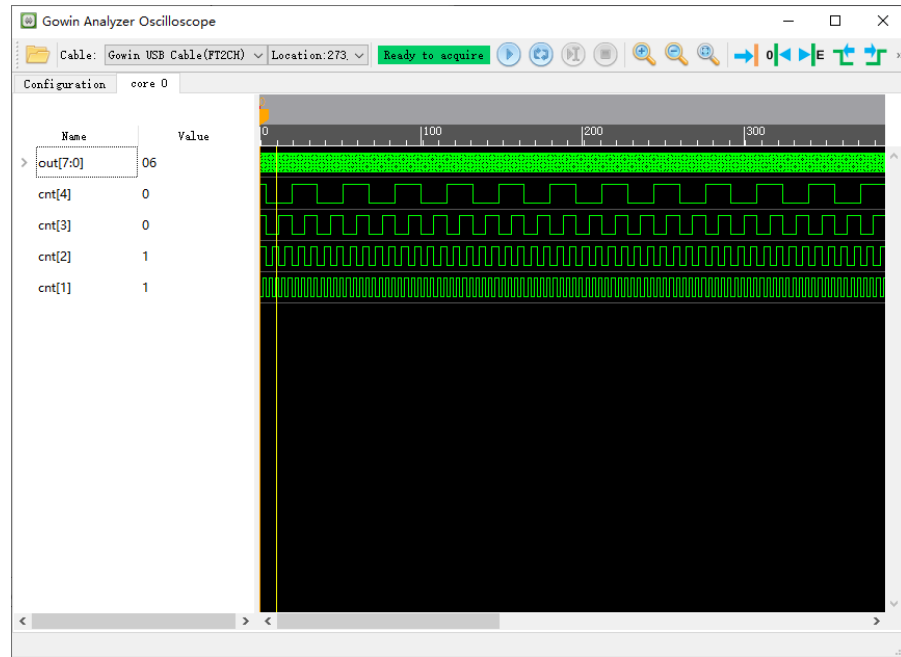 Gowin Analyzer Oscilloscope
Cable: Gowin USB Cable(FT2CH) Location:273. Ready to acquire 0 E
Configuration core 0
Name Value 0 100 200 300
out[7:0] 06
cnt[4] 0
cnt[3] 0
cnt[2] 1
cnt[1] 1